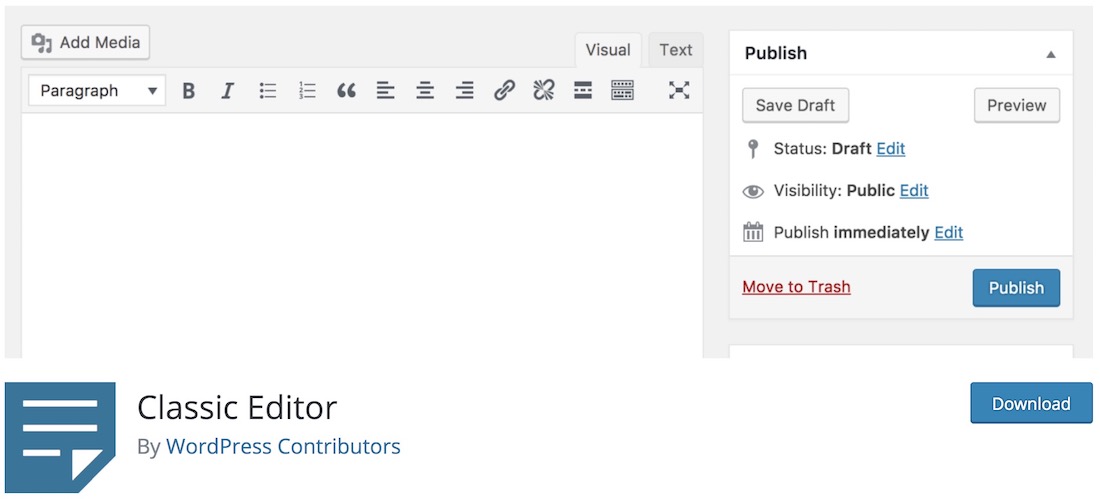 Add Media
Visual Text
Paragraph
Publish
Save Draft Preview
Status: Draft Edit
Visibility: Public Edit
Publish immediately Edit
Move to Trash Publish
Classic Editor
By WordPress Contributors
Download